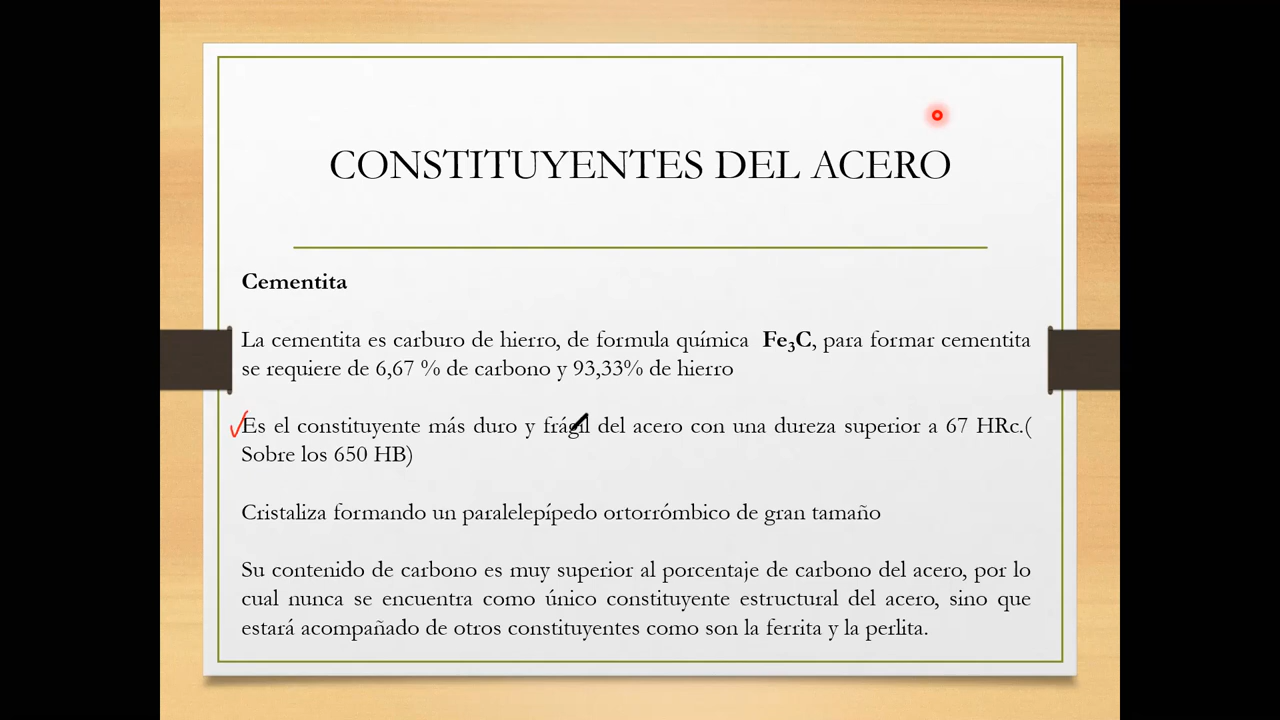 CONSTITUYENTES DEL ACERO
Cementita
La cementita es carburo de hierro, de formula química Fe₃C, para formar cementita
se requiere de 6,67 % de carbono y 93,33% de hierro
Es el constituyente más duro y frágil del acero con una dureza superior a 67 HRc.(
Sobre los 650 HB)
Cristaliza formando un paralelepípedo ortorrómbico de gran tamaño
Su contenido de carbono es muy superior al porcentaje de carbono del acero, por lo
cual nunca se encuentra como único constituyente estructural del acero, sino que
estará acompañado de otros constituyentes como son la ferrita y la perlita.